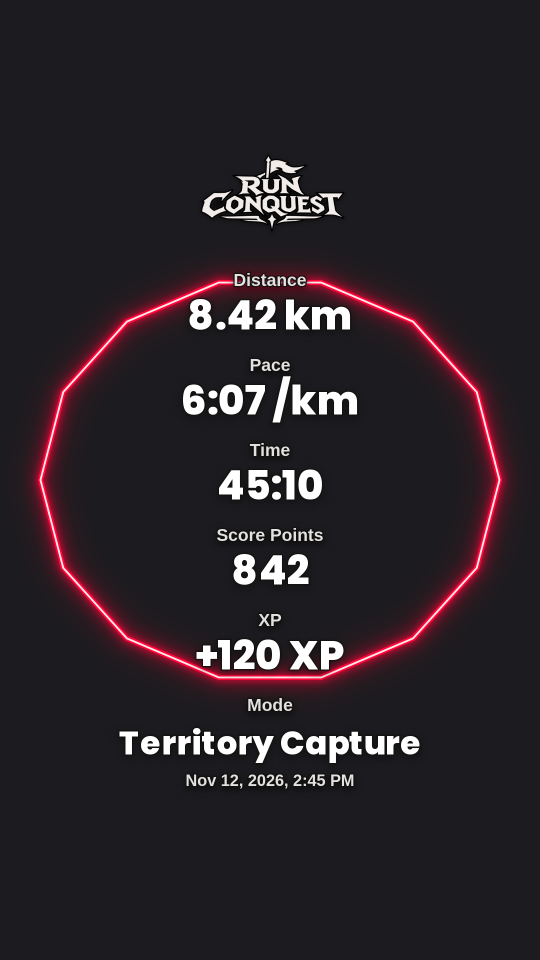 RUN
CONQUEST
Distance
8.42 km
Pace
6:07 /km
Time
45:10
Score Points
842
XP
+120 XP
Mode
Territory Capture
Nov 12, 2026, 2:45 PM